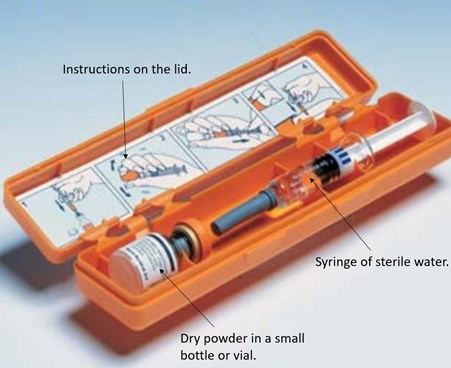 Instructions on the lid.
Syringe of sterile water.
Dry powder in a small
bottle or vial.